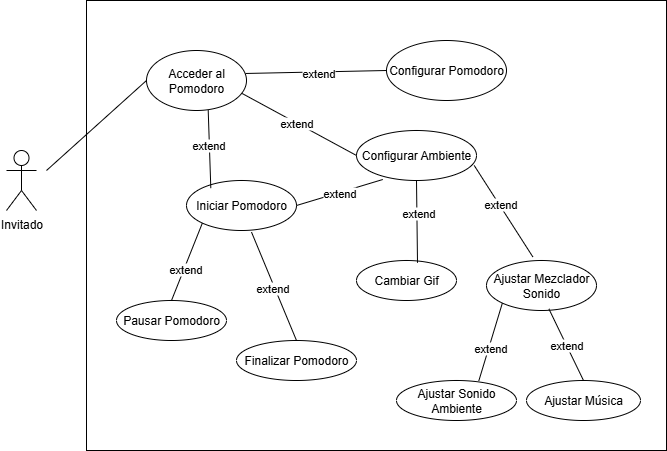 Acceder al
Pomodoro
extend
Configurar Pomodoro
extend
extend
Configurar Ambiente
Invitado
Iniciar Pomodoro
extend
extend
extend
extend
extend
Cambiar Gif
Ajustar Mezclador
Sonido
Pausar Pomodoro
Finalizar Pomodoro
extend
extend
Ajustar Sonido
Ambiente
Ajustar Música